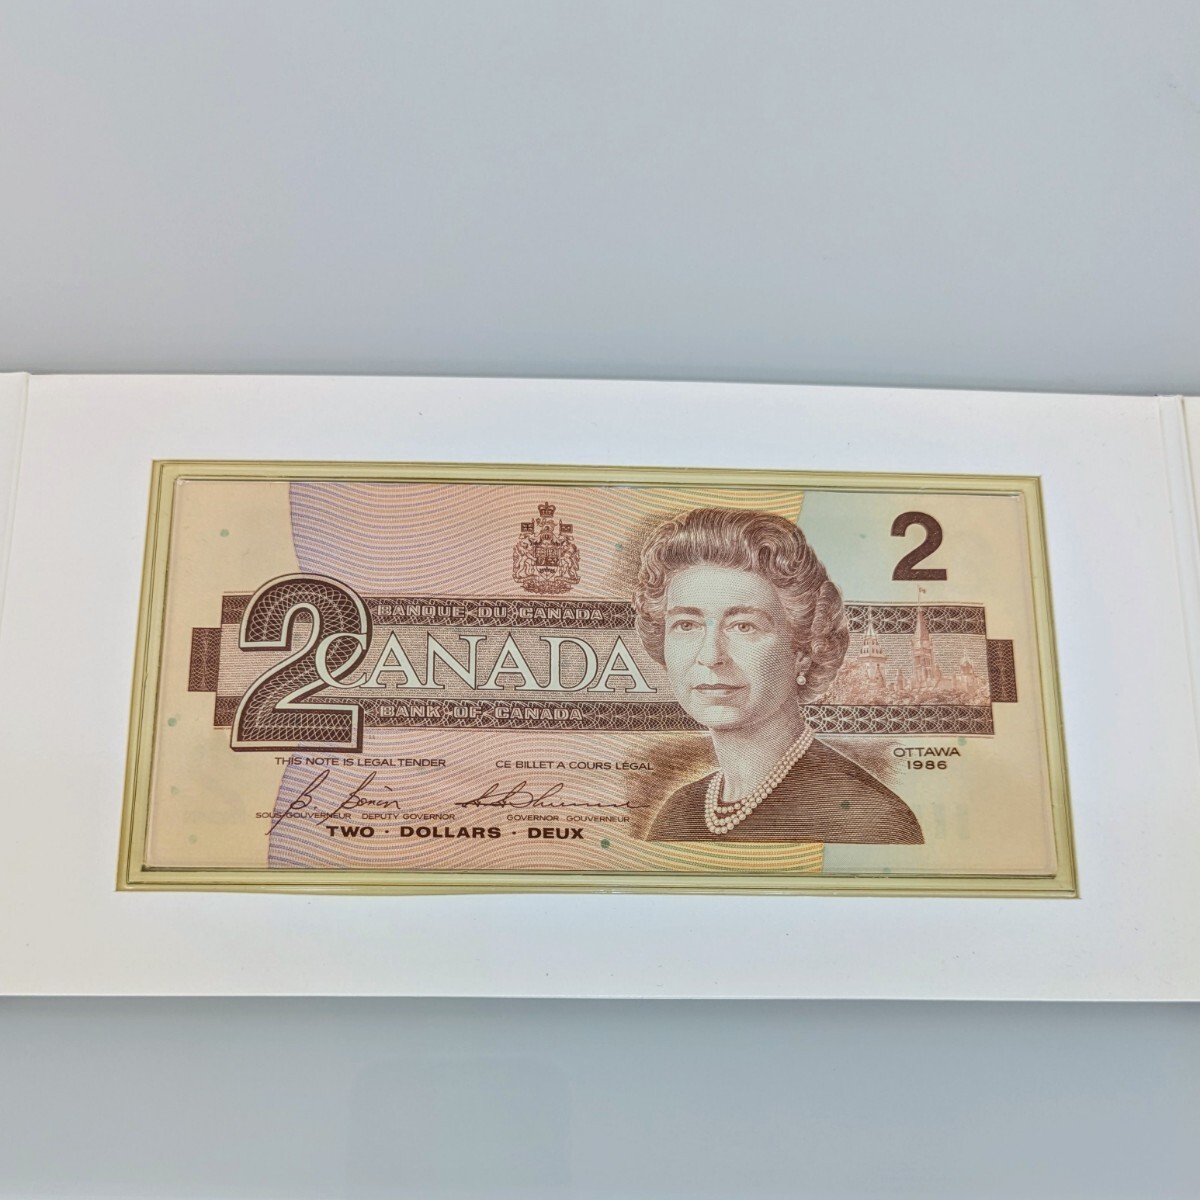 2
BANQUE DU CANADA
2 CANADA
BANK OF CANADA
THIS NOTE IS LEGAL TENDER CE BILLET A COURS LÉGAL
OTTAWA
1986
SOUS-GOUVERNEUR DEPUTY GOVERNOR GOVERNOR GOUVERNEUR
TWO · DOLLARS · DEUX